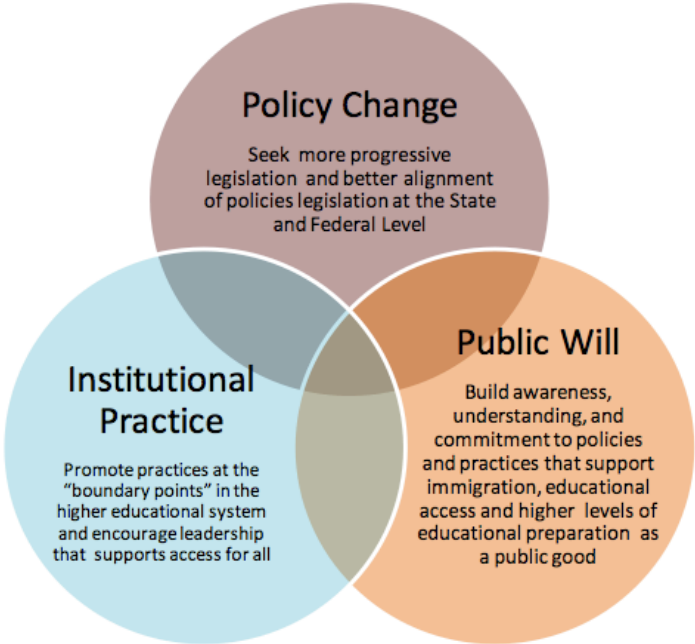 Policy Change
Seek more progressive
legislation and better alignment
of policies legislation at the State
and Federal Level
Institutional
Practice
Promote practices at the
“boundary points” in the
higher educational system
and encourage leadership
that supports access for all
Public Will
Build awareness,
understanding, and
commitment to policies
and practices that support
immigration, educational
access and higher levels of
educational preparation as
a public good